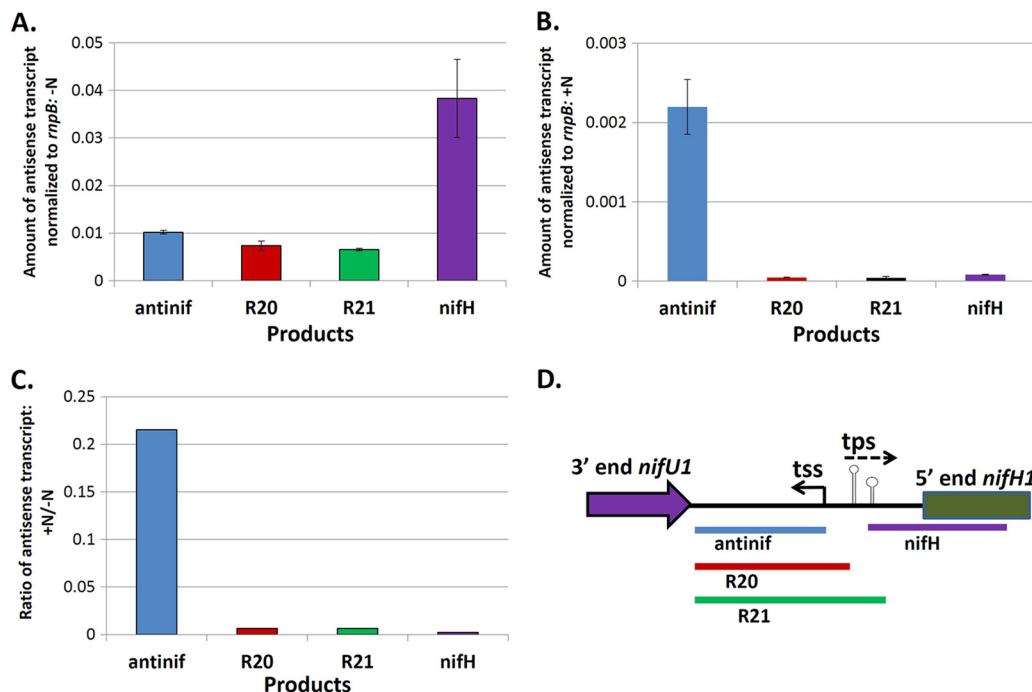 A.
Amount of antisense transcript
normalized to rnpB: -N
0.05
0.04
0.03
0.02
0.01
0
antinif R20 R21 nifH
Products
B.
Amount of antisense transcript
normalized to rnpB: +N
0.003
0.002
0.001
0
antinif R20 R21 nifH
Products
C.
Ratio of antisense transcript:
+N/-N
0.25
0.2
0.15
0.1
0.05
0
antinif R20 R21 nifH
Products
D.
3' end nifU1
tss
tps
5' end nifH1
antinif
nifH
R20
R21